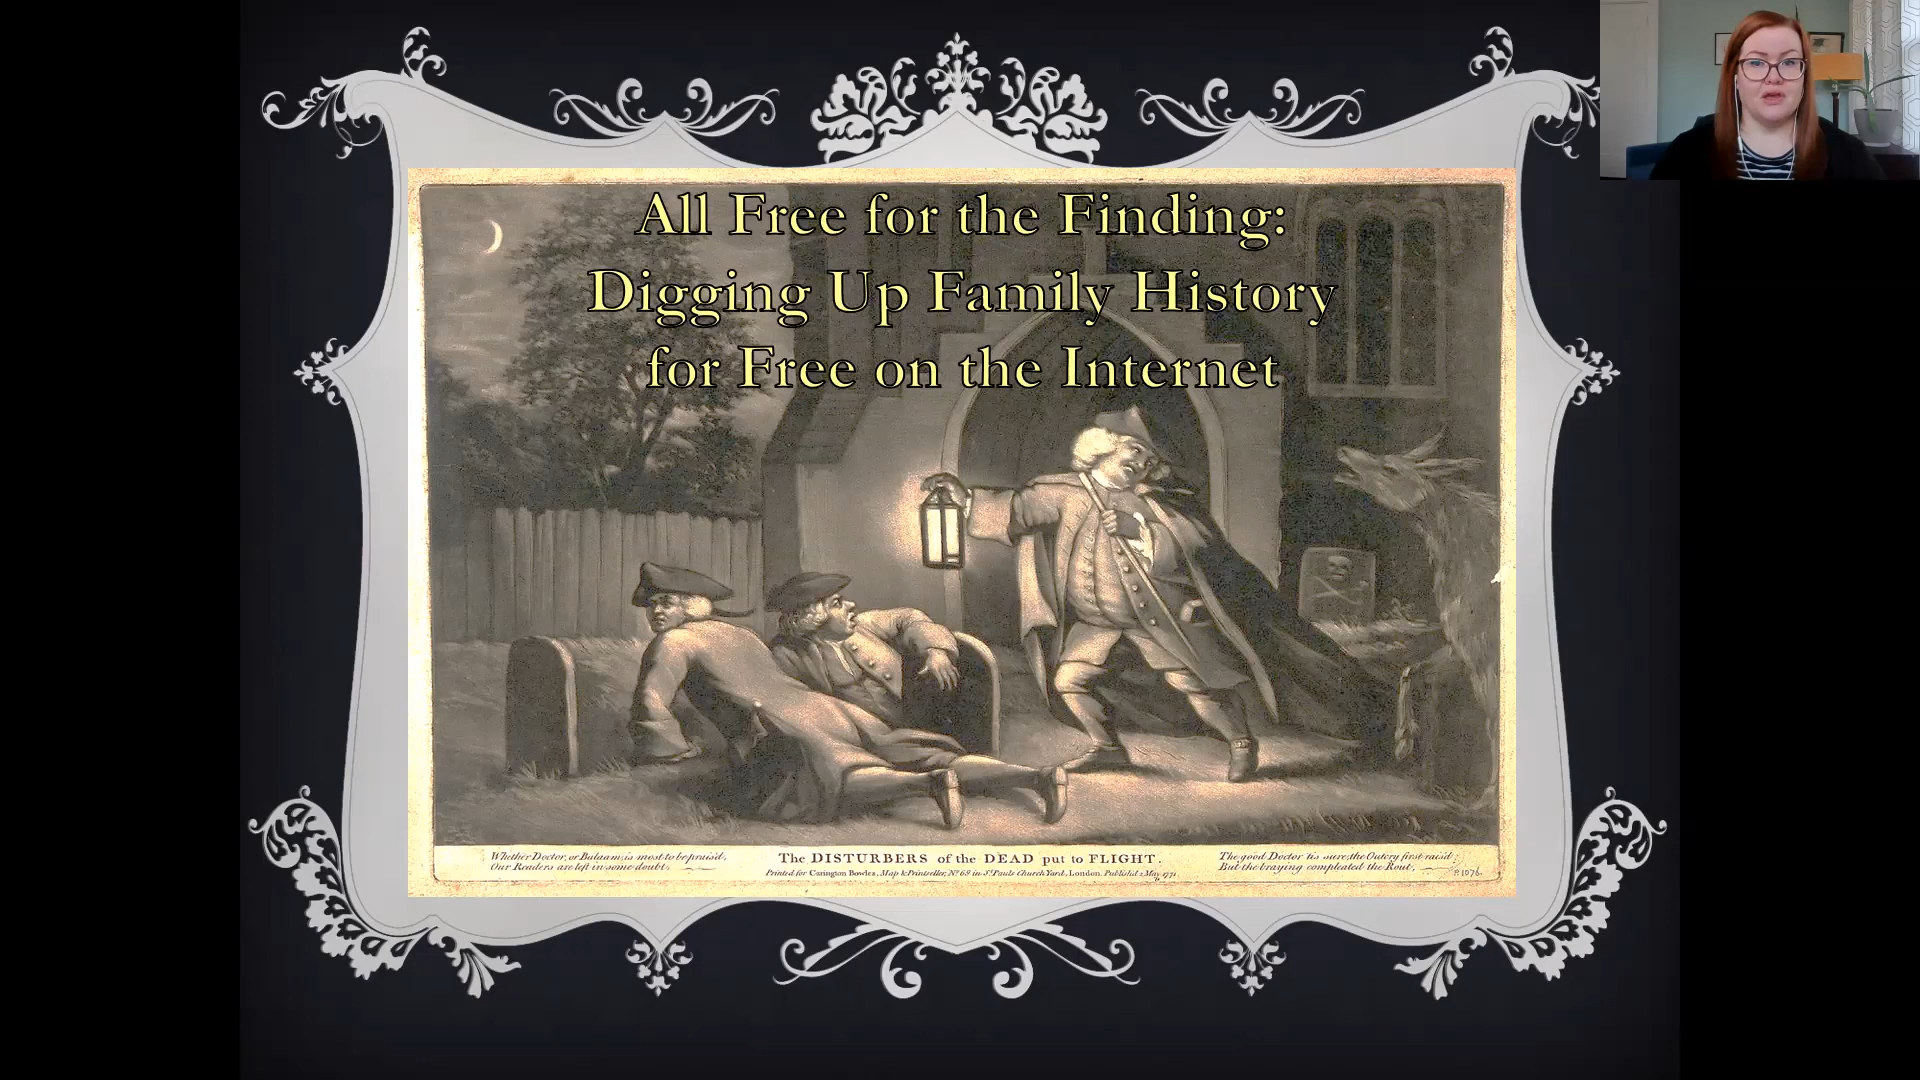 All Free for the Finding:
Digging Up Family History
for Free on the Internet
Whether Doctor, or Balaam, is most to be prais'd,
Our Readers are left in some doubt,
The DISTURBERS of the DEAD put to FLIGHT.
Printed for Carington Bowles, Map & Printseller, No. 69 in St. Pauls Church Yard, London. Publish'd 1 May, 1771
The good Doctor tis sure, the Outcry first rais'd;
But the braying compleated the Rout,